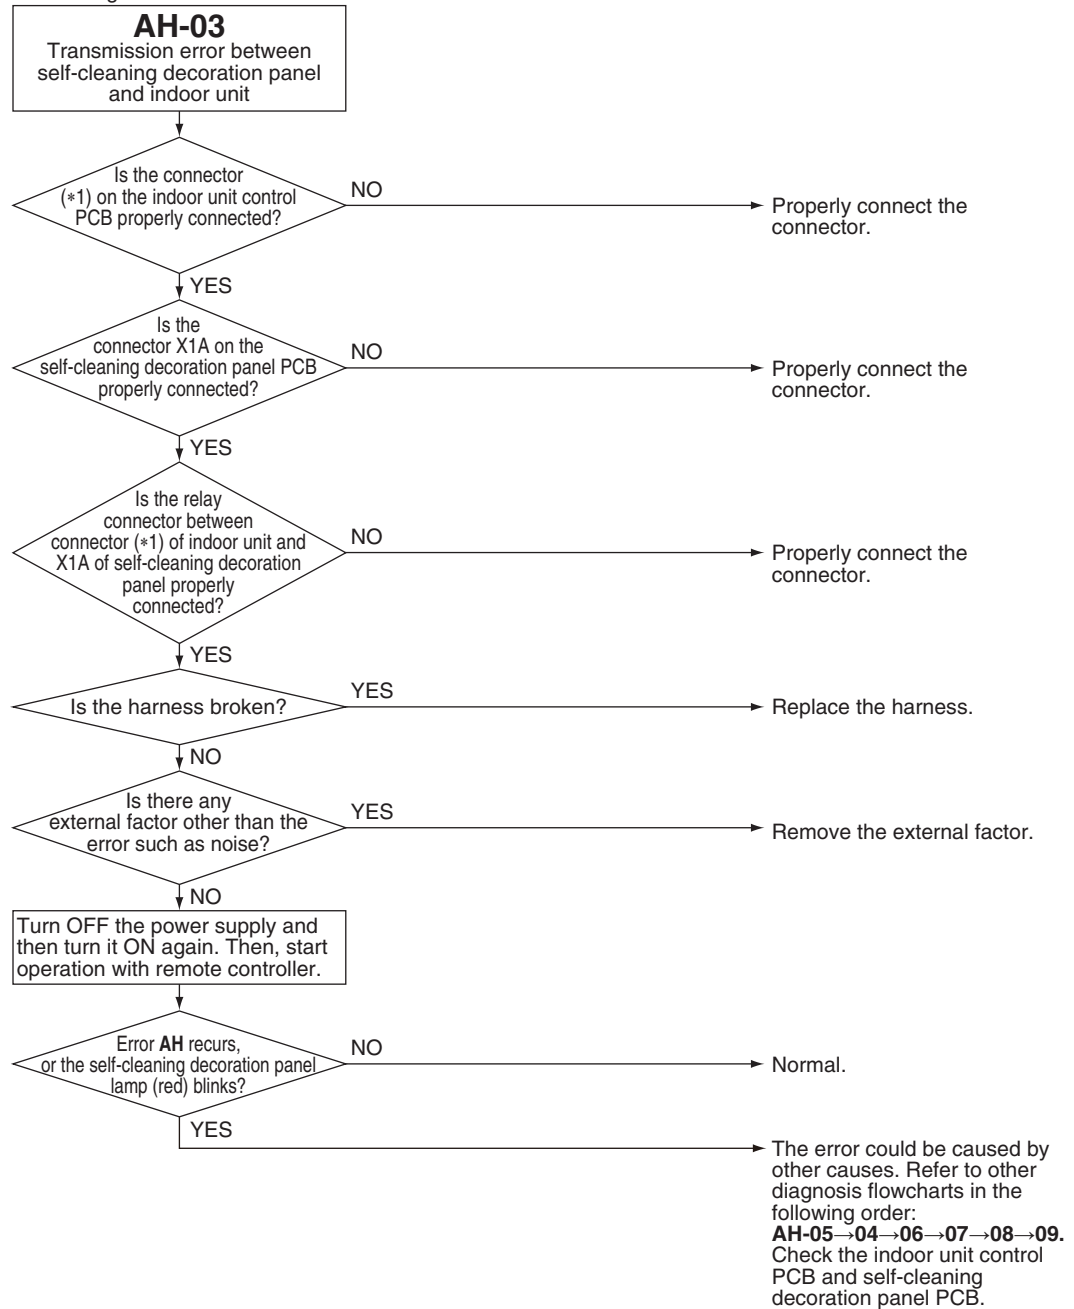 AH-03
Transmission error between
self-cleaning decoration panel
and indoor unit
Is the connector
(*1) on the indoor unit control
PCB properly connected?
NO
Properly connect the
connector.
YES
Is the
connector X1A on the
self-cleaning decoration panel PCB
properly connected?
NO
Properly connect the
connector.
YES
Is the relay
connector between
connector (*1) of indoor unit and
X1A of self-cleaning decoration
panel properly
connected?
NO
Properly connect the
connector.
YES
Is the harness broken?
YES
Replace the harness.
NO
Is there any
external factor other than the
error such as noise?
YES
Remove the external factor.
NO
Turn OFF the power supply and
then turn it ON again. Then, start
operation with remote controller.
Error AH recurs,
or the self-cleaning decoration panel
lamp (red) blinks?
NO
Normal.
YES
The error could be caused by
other causes. Refer to other
diagnosis flowcharts in the
following order:
AH-05→04→06→07→08→09.
Check the indoor unit control
PCB and self-cleaning
decoration panel PCB.